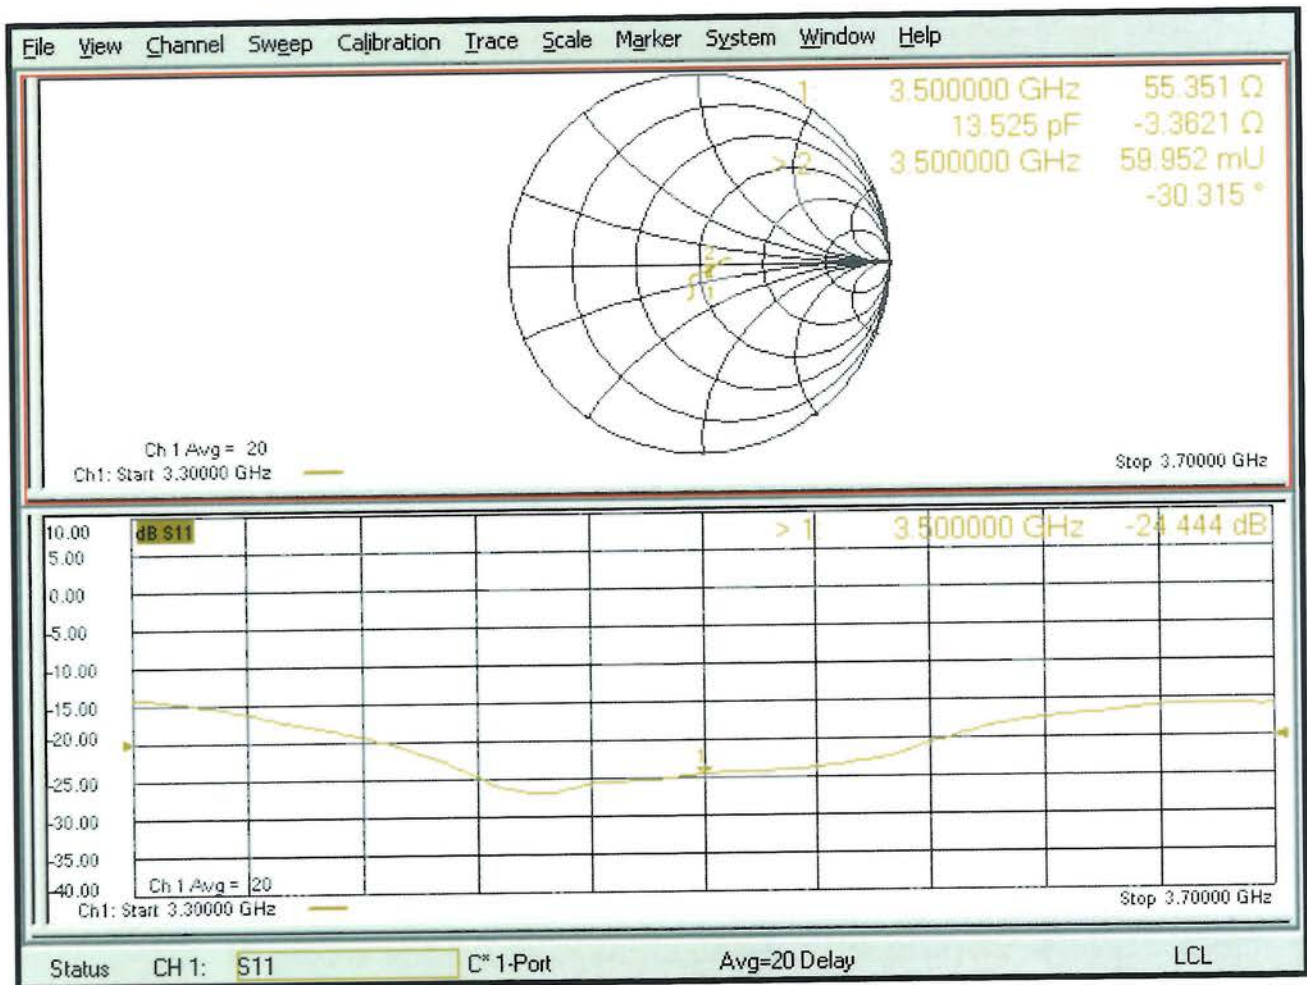 File View Channel Sweep Calibration Trace Scale Marker System Window Help
1: 3.500000 GHz 55.351 Ω
13.525 pF -3.3621 Ω
> 2: 3.500000 GHz 59.952 mU
-30.315 °
2
1
Ch 1 Avg = 20
Ch1: Start 3.30000 GHz
Stop 3.70000 GHz
10.00
dB S11
> 1: 3.500000 GHz -24.444 dB
5.00
0.00
-5.00
-10.00
-15.00
-20.00
1
-25.00
-30.00
-35.00
-40.00
Ch 1 Avg = 20
Ch1: Start 3.30000 GHz
Stop 3.70000 GHz
Status CH 1: S11 C* 1-Port Avg=20 Delay LCL